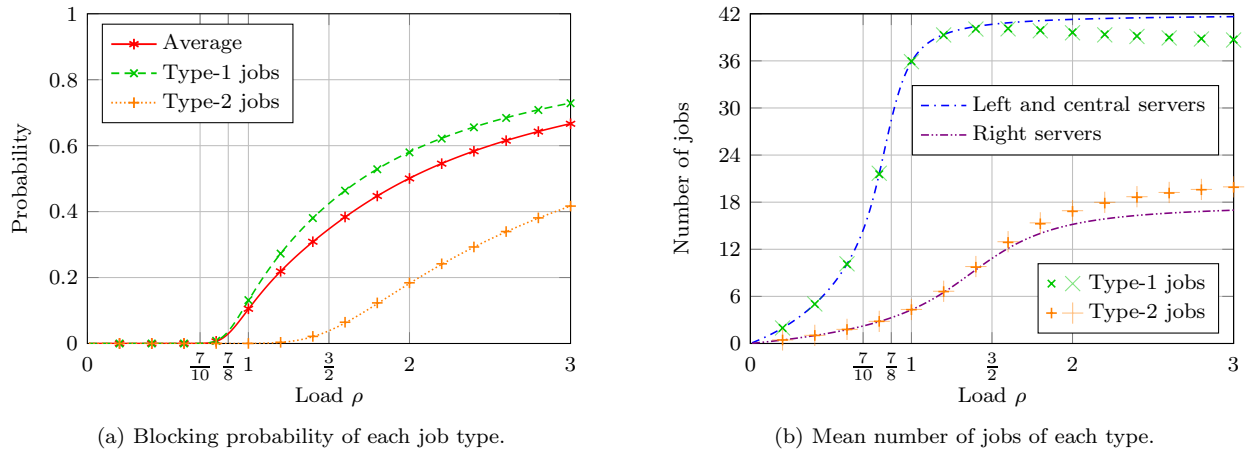 1
0.8
0.6
0.4
0.2
0
Probability
Average
Type-1 jobs
Type-2 jobs
0 7/10 7/8 1 3/2 2 3
Load ρ
(a) Blocking probability of each job type.
42
36
30
24
18
12
6
0
Number of jobs
Left and central servers
Right servers
Type-1 jobs
Type-2 jobs
0 7/10 7/8 1 3/2 2 3
Load ρ
(b) Mean number of jobs of each type.